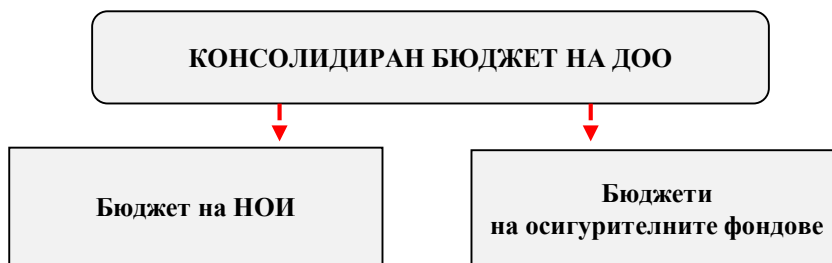 КОНСОЛИДИРАН БЮДЖЕТ НА ДОО
Бюджет на НОИ
Бюджети
на осигурителните фондове